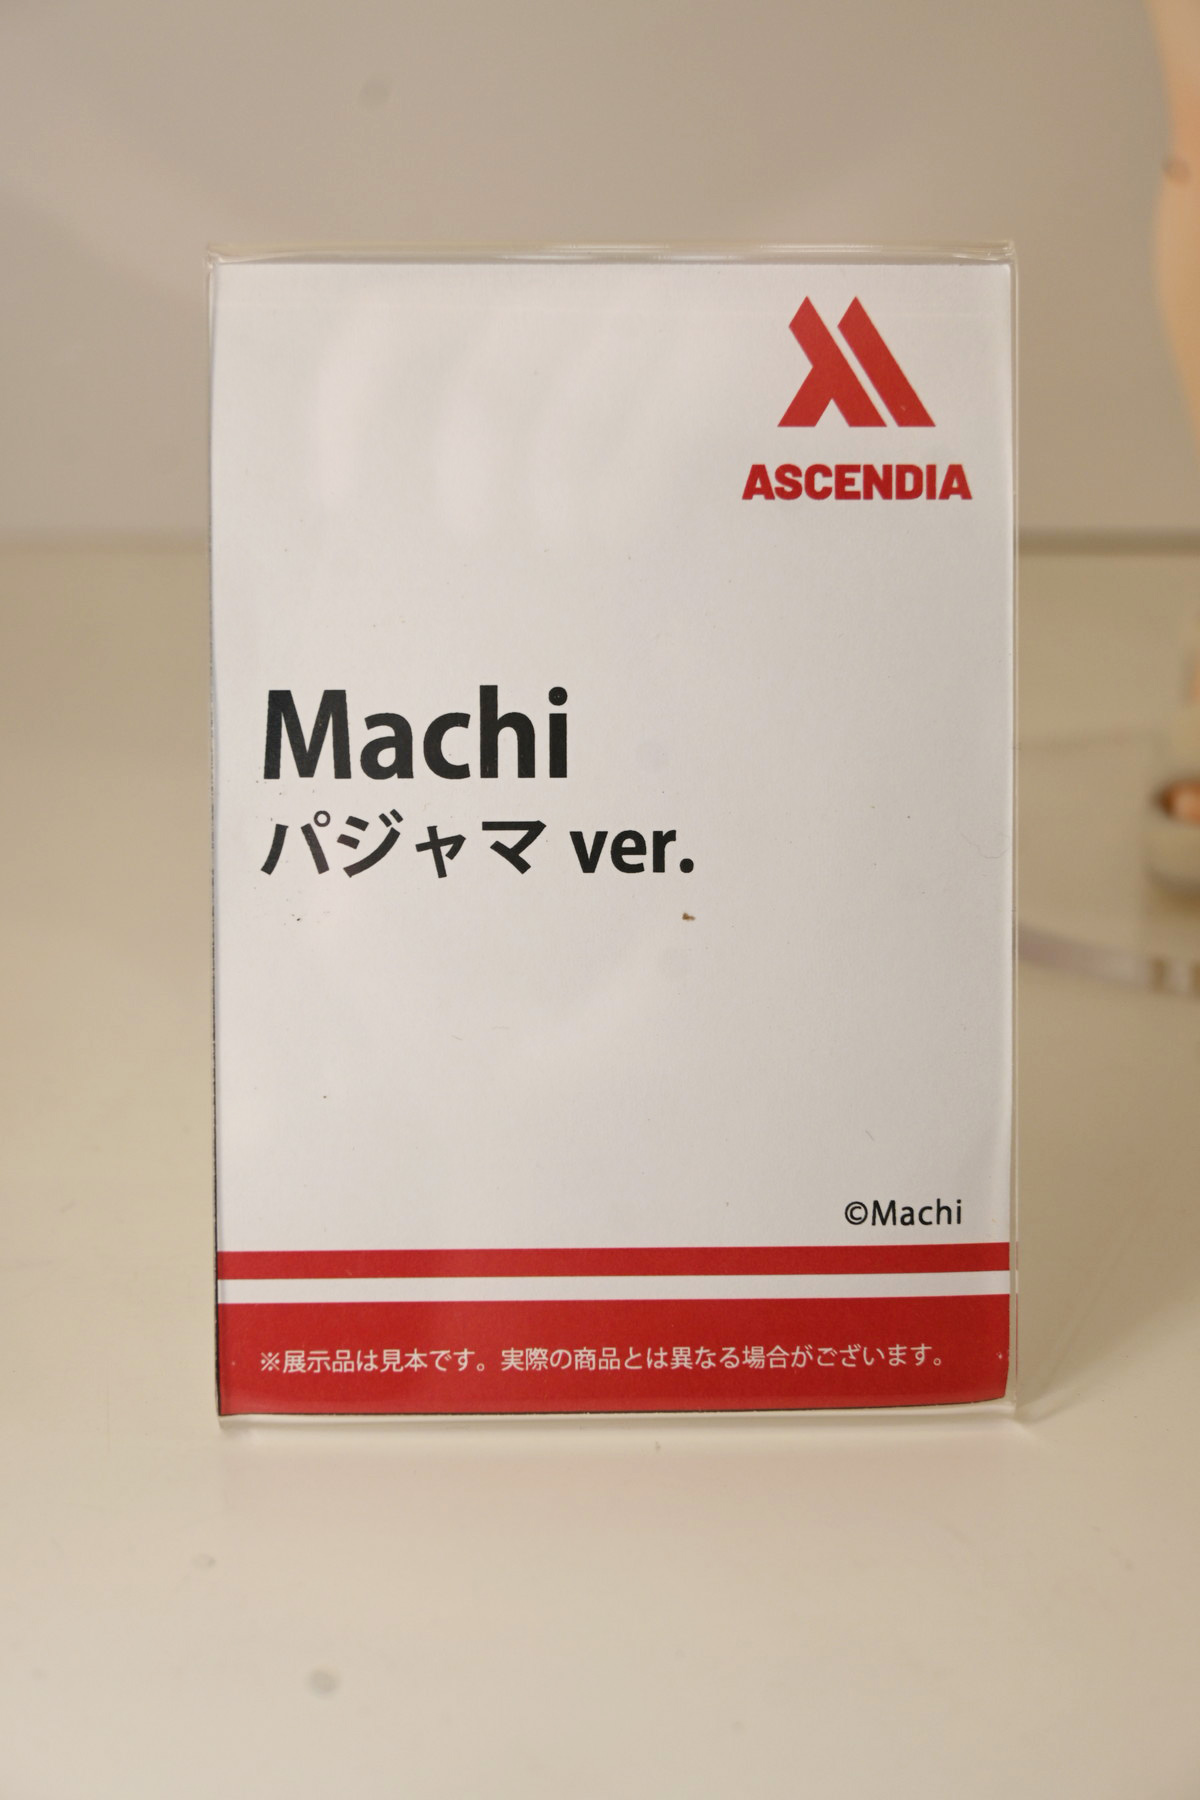 ASCENDIA
Machi
パジャマ ver.
©Machi
※展示品は見本です。実際の商品とは異なる場合がございます。